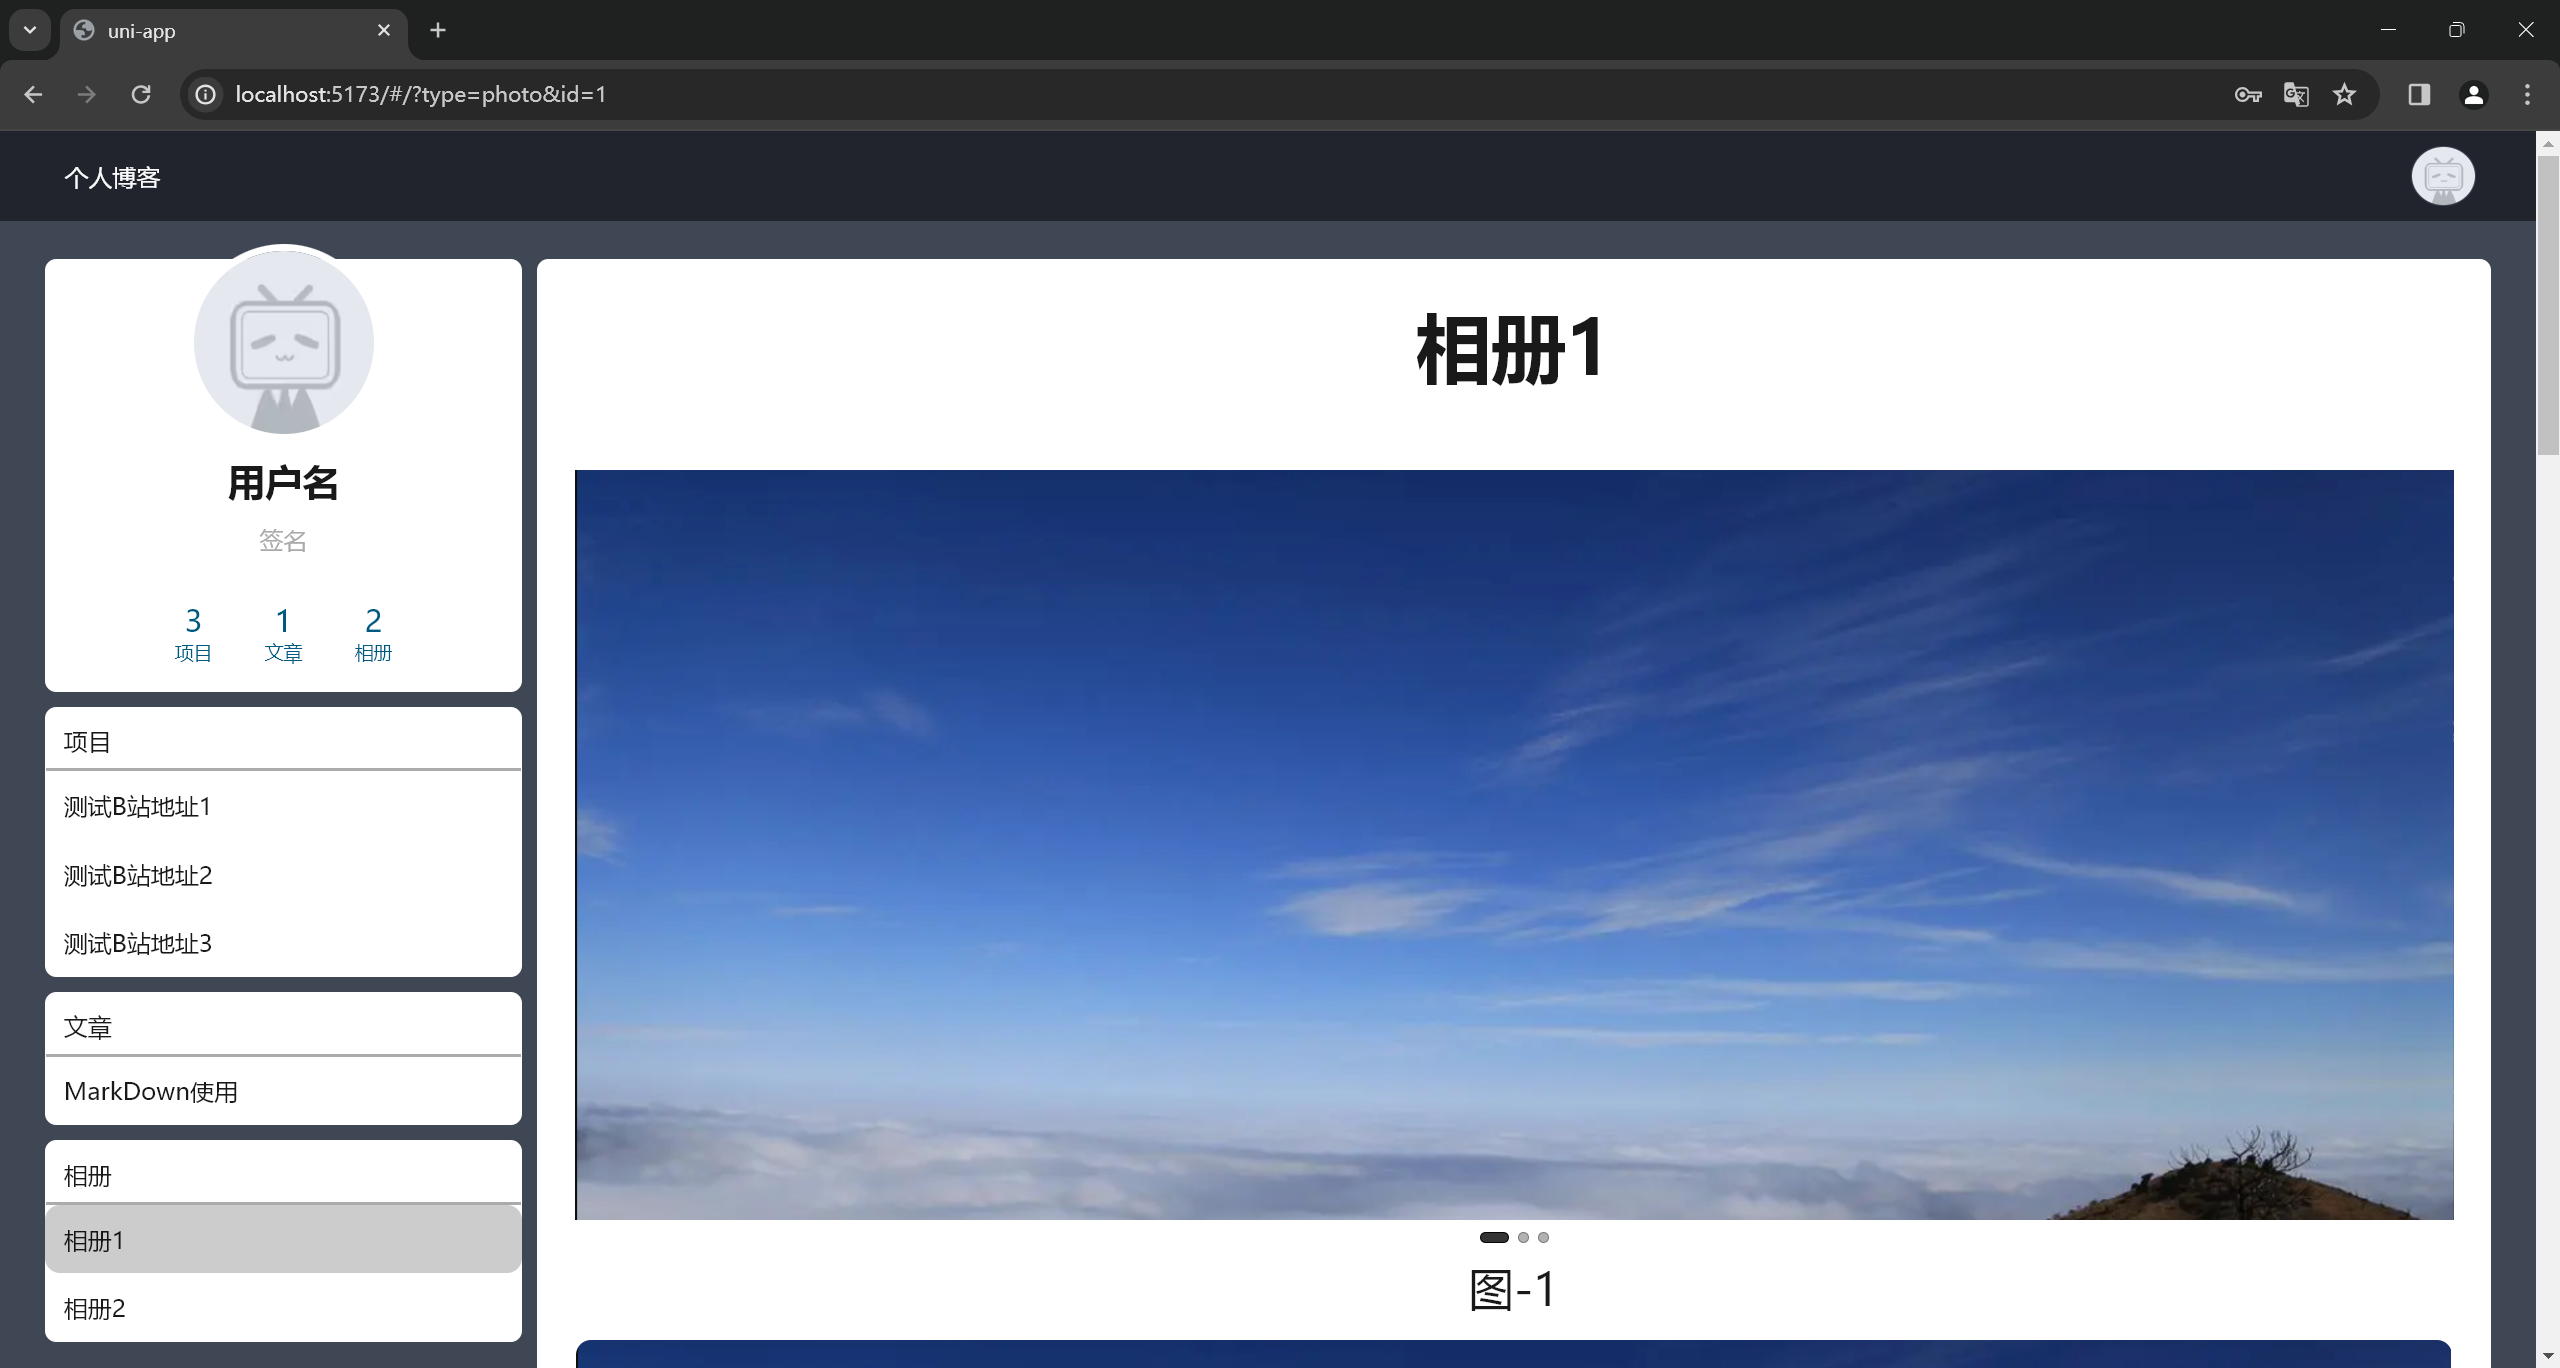 uni-app
localhost:5173/#/?type=photo&id=1
个人博客
用户名
签名
3 1 2
项目 文章 相册
项目
测试B站地址1
测试B站地址2
测试B站地址3
文章
MarkDown使用
相册
相册1
相册2
相册1
图-1